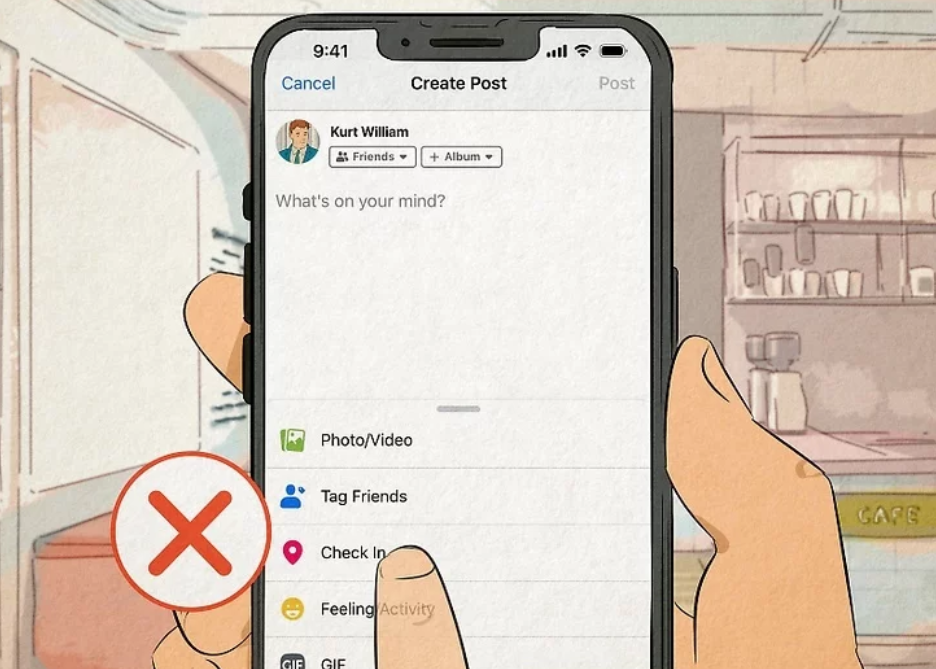 9:41
Cancel Create Post Post
Kurt William
Friends + Album
What's on your mind?
Photo/Video
Tag Friends
Check In
Feeling/Activity
GIF GIF
CAFE